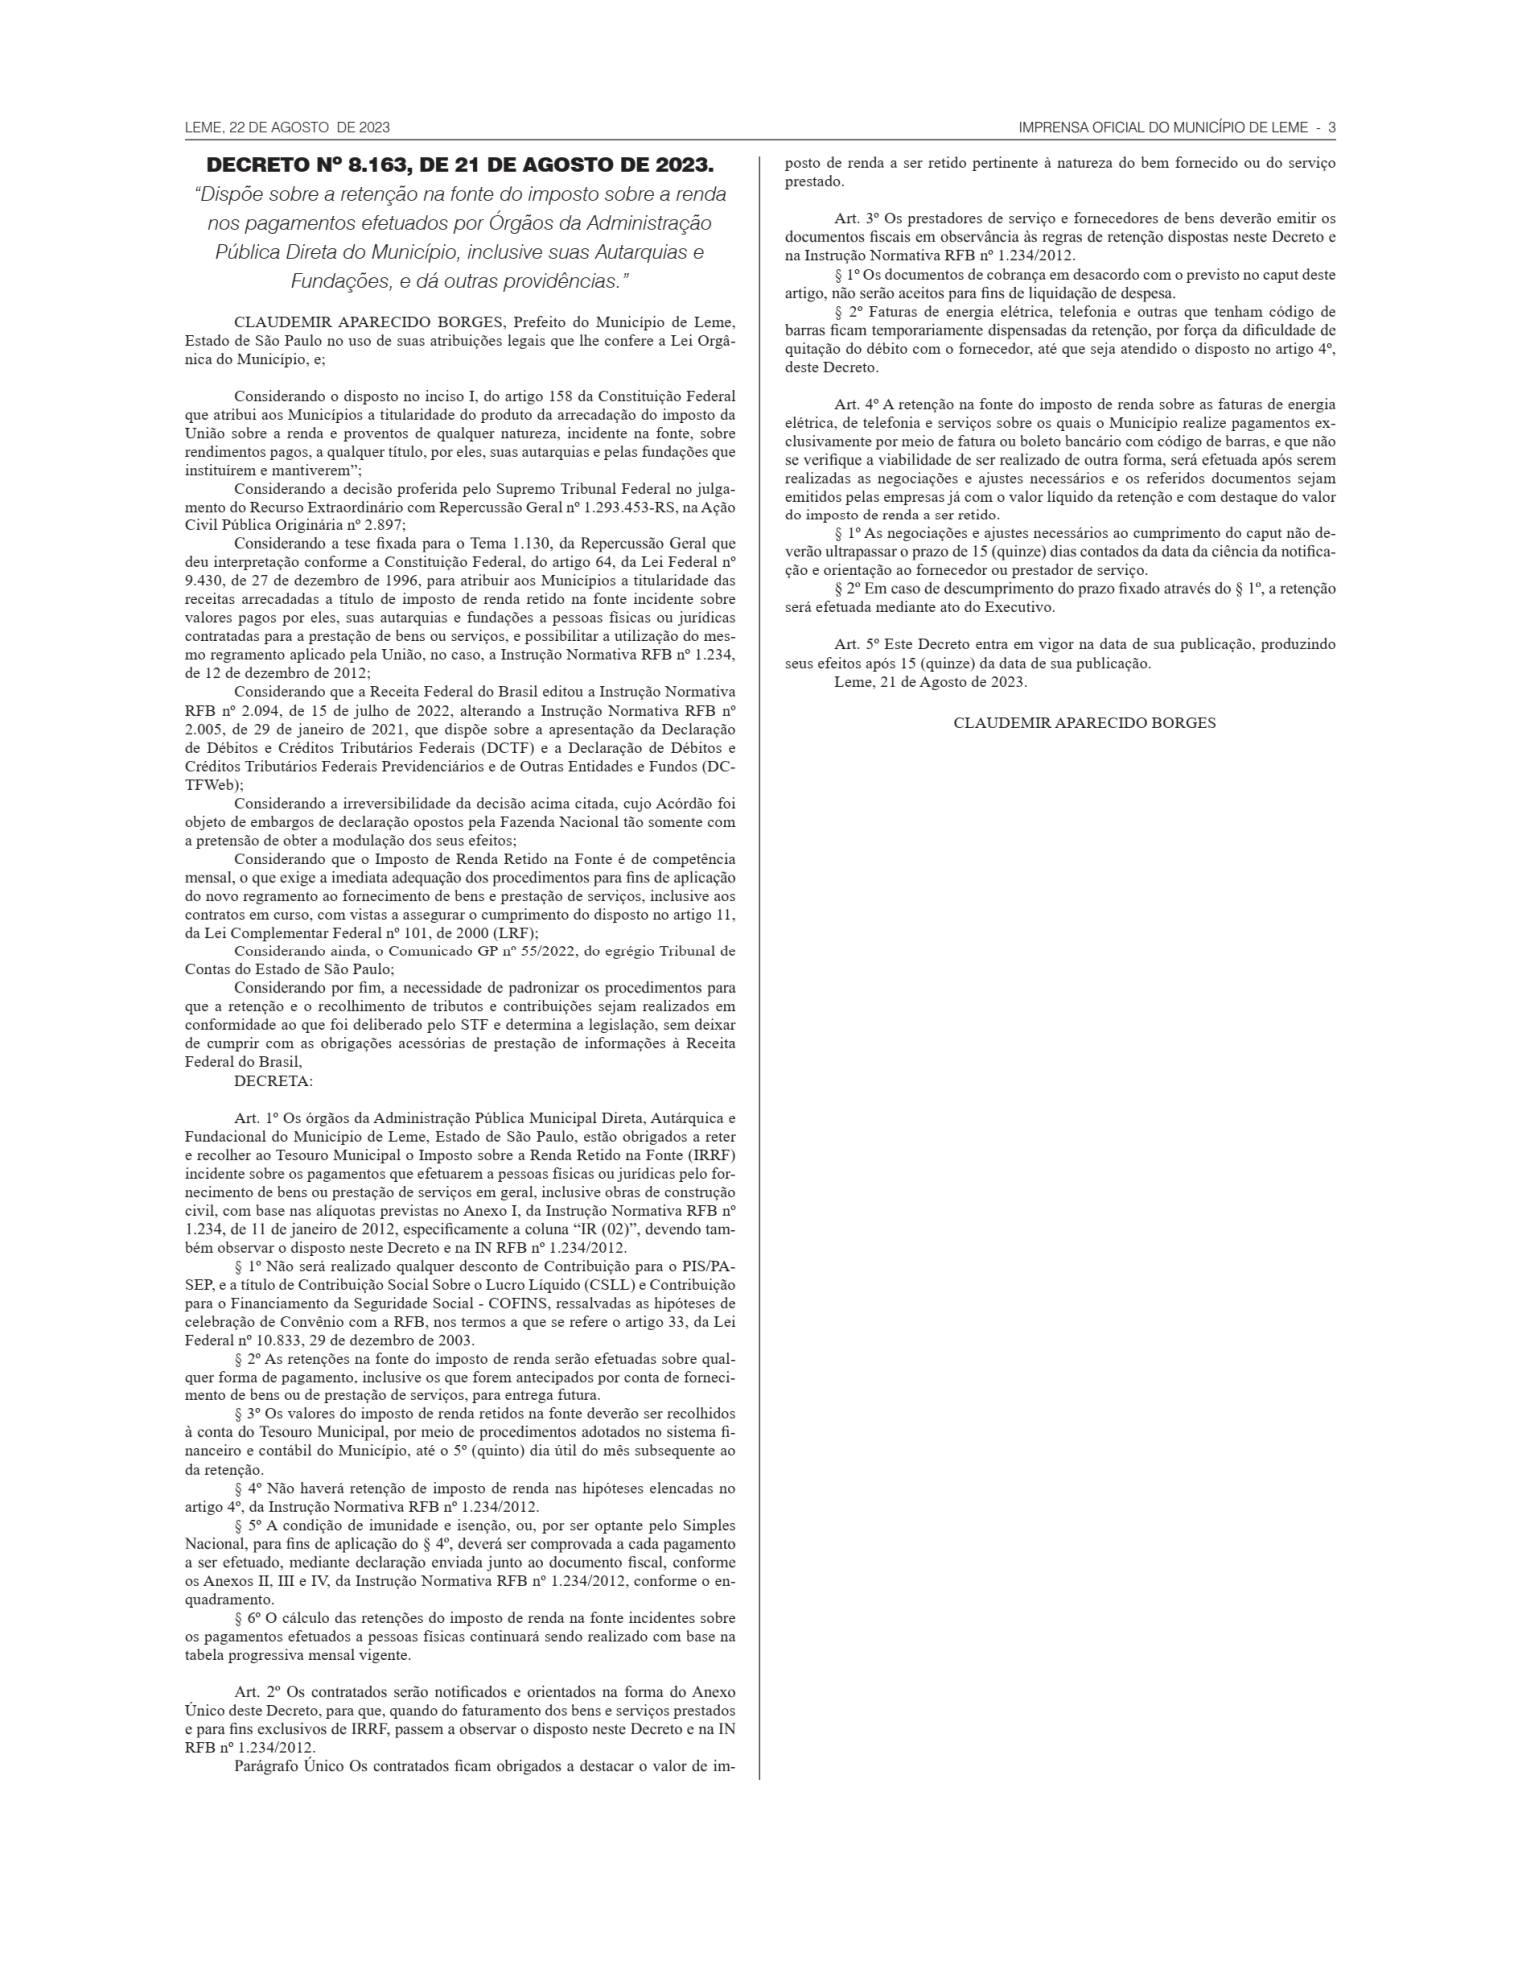 LEME, 22 DE AGOSTO DE 2023
IMPRENSA OFICIAL DO MUNICÍPIO DE LEME - 3
DECRETO Nº 8.163, DE 21 DE AGOSTO DE 2023.
“Dispõe sobre a retenção na fonte do imposto sobre a renda
nos pagamentos efetuados por Órgãos da Administração
Pública Direta do Município, inclusive suas Autarquias e
Fundações, e dá outras providências.”
CLAUDEMIR APARECIDO BORGES, Prefeito do Município de Leme,
Estado de São Paulo no uso de suas atribuições legais que lhe confere a Lei Orgâ-
nica do Município, e;
Considerando o disposto no inciso I, do artigo 158 da Constituição Federal
que atribui aos Municípios a titularidade do produto da arrecadação do imposto da
União sobre a renda e proventos de qualquer natureza, incidente na fonte, sobre
rendimentos pagos, a qualquer título, por eles, suas autarquias e pelas fundações que
instituírem e mantiverem”;
Considerando a decisão proferida pelo Supremo Tribunal Federal no julga-
mento do Recurso Extraordinário com Repercussão Geral nº 1.293.453-RS, na Ação
Civil Pública Originária nº 2.897;
Considerando a tese fixada para o Tema 1.130, da Repercussão Geral que
deu interpretação conforme a Constituição Federal, do artigo 64, da Lei Federal nº
9.430, de 27 de dezembro de 1996, para atribuir aos Municípios a titularidade das
receitas arrecadadas a título de imposto de renda retido na fonte incidente sobre
valores pagos por eles, suas autarquias e fundações a pessoas físicas ou jurídicas
contratadas para a prestação de bens ou serviços, e possibilitar a utilização do mes-
mo regramento aplicado pela União, no caso, a Instrução Normativa RFB nº 1.234,
de 12 de dezembro de 2012;
Considerando que a Receita Federal do Brasil editou a Instrução Normativa
RFB nº 2.094, de 15 de julho de 2022, alterando a Instrução Normativa RFB nº
2.005, de 29 de janeiro de 2021, que dispõe sobre a apresentação da Declaração
de Débitos e Créditos Tributários Federais (DCTF) e a Declaração de Débitos e
Créditos Tributários Federais Previdenciários e de Outras Entidades e Fundos (DC-
TFWeb);
Considerando a irreversibilidade da decisão acima citada, cujo Acórdão foi
objeto de embargos de declaração opostos pela Fazenda Nacional tão somente com
a pretensão de obter a modulação dos seus efeitos;
Considerando que o Imposto de Renda Retido na Fonte é de competência
mensal, o que exige a imediata adequação dos procedimentos para fins de aplicação
do novo regramento ao fornecimento de bens e prestação de serviços, inclusive aos
contratos em curso, com vistas a assegurar o cumprimento do disposto no artigo 11,
da Lei Complementar Federal nº 101, de 2000 (LRF);
Considerando ainda, o Comunicado GP nº 55/2022, do egrégio Tribunal de
Contas do Estado de São Paulo;
Considerando por fim, a necessidade de padronizar os procedimentos para
que a retenção e o recolhimento de tributos e contribuições sejam realizados em
conformidade ao que foi deliberado pelo STF e determina a legislação, sem deixar
de cumprir com as obrigações acessórias de prestação de informações à Receita
Federal do Brasil,
DECRETA:
Art. 1º Os órgãos da Administração Pública Municipal Direta, Autárquica e
Fundacional do Município de Leme, Estado de São Paulo, estão obrigados a reter
e recolher ao Tesouro Municipal o Imposto sobre a Renda Retido na Fonte (IRRF)
incidente sobre os pagamentos que efetuarem a pessoas físicas ou jurídicas pelo for-
necimento de bens ou prestação de serviços em geral, inclusive obras de construção
civil, com base nas alíquotas previstas no Anexo I, da Instrução Normativa RFB nº
1.234, de 11 de janeiro de 2012, especificamente a coluna “IR (02)”, devendo tam-
bém observar o disposto neste Decreto e na IN RFB nº 1.234/2012.
§ 1º Não será realizado qualquer desconto de Contribuição para o PIS/PA-
SEP, e a título de Contribuição Social Sobre o Lucro Líquido (CSLL) e Contribuição
para o Financiamento da Seguridade Social - COFINS, ressalvadas as hipóteses de
celebração de Convênio com a RFB, nos termos a que se refere o artigo 33, da Lei
Federal nº 10.833, 29 de dezembro de 2003.
§ 2º As retenções na fonte do imposto de renda serão efetuadas sobre qual-
quer forma de pagamento, inclusive os que forem antecipados por conta de forneci-
mento de bens ou de prestação de serviços, para entrega futura.
§ 3º Os valores do imposto de renda retidos na fonte deverão ser recolhidos
à conta do Tesouro Municipal, por meio de procedimentos adotados no sistema fi-
nanceiro e contábil do Município, até o 5º (quinto) dia útil do mês subsequente ao
da retenção.
§ 4º Não haverá retenção de imposto de renda nas hipóteses elencadas no
artigo 4º, da Instrução Normativa RFB nº 1.234/2012.
§ 5º A condição de imunidade e isenção, ou, por ser optante pelo Simples
Nacional, para fins de aplicação do § 4º, deverá ser comprovada a cada pagamento
a ser efetuado, mediante declaração enviada junto ao documento fiscal, conforme
os Anexos II, III e IV, da Instrução Normativa RFB nº 1.234/2012, conforme o en-
quadramento.
§ 6º O cálculo das retenções do imposto de renda na fonte incidentes sobre
os pagamentos efetuados a pessoas físicas continuará sendo realizado com base na
tabela progressiva mensal vigente.
Art. 2º Os contratados serão notificados e orientados na forma do Anexo
Único deste Decreto, para que, quando do faturamento dos bens e serviços prestados
e para fins exclusivos de IRRF, passem a observar o disposto neste Decreto e na IN
RFB nº 1.234/2012.
Parágrafo Único Os contratados ficam obrigados a destacar o valor de im-
posto de renda a ser retido pertinente à natureza do bem fornecido ou do serviço
prestado.
Art. 3º Os prestadores de serviço e fornecedores de bens deverão emitir os
documentos fiscais em observância às regras de retenção dispostas neste Decreto e
na Instrução Normativa RFB nº 1.234/2012.
§ 1º Os documentos de cobrança em desacordo com o previsto no caput deste
artigo, não serão aceitos para fins de liquidação de despesa.
§ 2º Faturas de energia elétrica, telefonia e outras que tenham código de
barras ficam temporariamente dispensadas da retenção, por força da dificuldade de
quitação do débito com o fornecedor, até que seja atendido o disposto no artigo 4º,
deste Decreto.
Art. 4º A retenção na fonte do imposto de renda sobre as faturas de energia
elétrica, de telefonia e serviços sobre os quais o Município realize pagamentos ex-
clusivamente por meio de fatura ou boleto bancário com código de barras, e que não
se verifique a viabilidade de ser realizado de outra forma, será efetuada após serem
realizadas as negociações e ajustes necessários e os referidos documentos sejam
emitidos pelas empresas já com o valor líquido da retenção e com destaque do valor
do imposto de renda a ser retido.
§ 1º As negociações e ajustes necessários ao cumprimento do caput não de-
verão ultrapassar o prazo de 15 (quinze) dias contados da data da ciência da notifica-
ção e orientação ao fornecedor ou prestador de serviço.
§ 2º Em caso de descumprimento do prazo fixado através do § 1º, a retenção
será efetuada mediante ato do Executivo.
Art. 5º Este Decreto entra em vigor na data de sua publicação, produzindo
seus efeitos após 15 (quinze) da data de sua publicação.
Leme, 21 de Agosto de 2023.
CLAUDEMIR APARECIDO BORGES